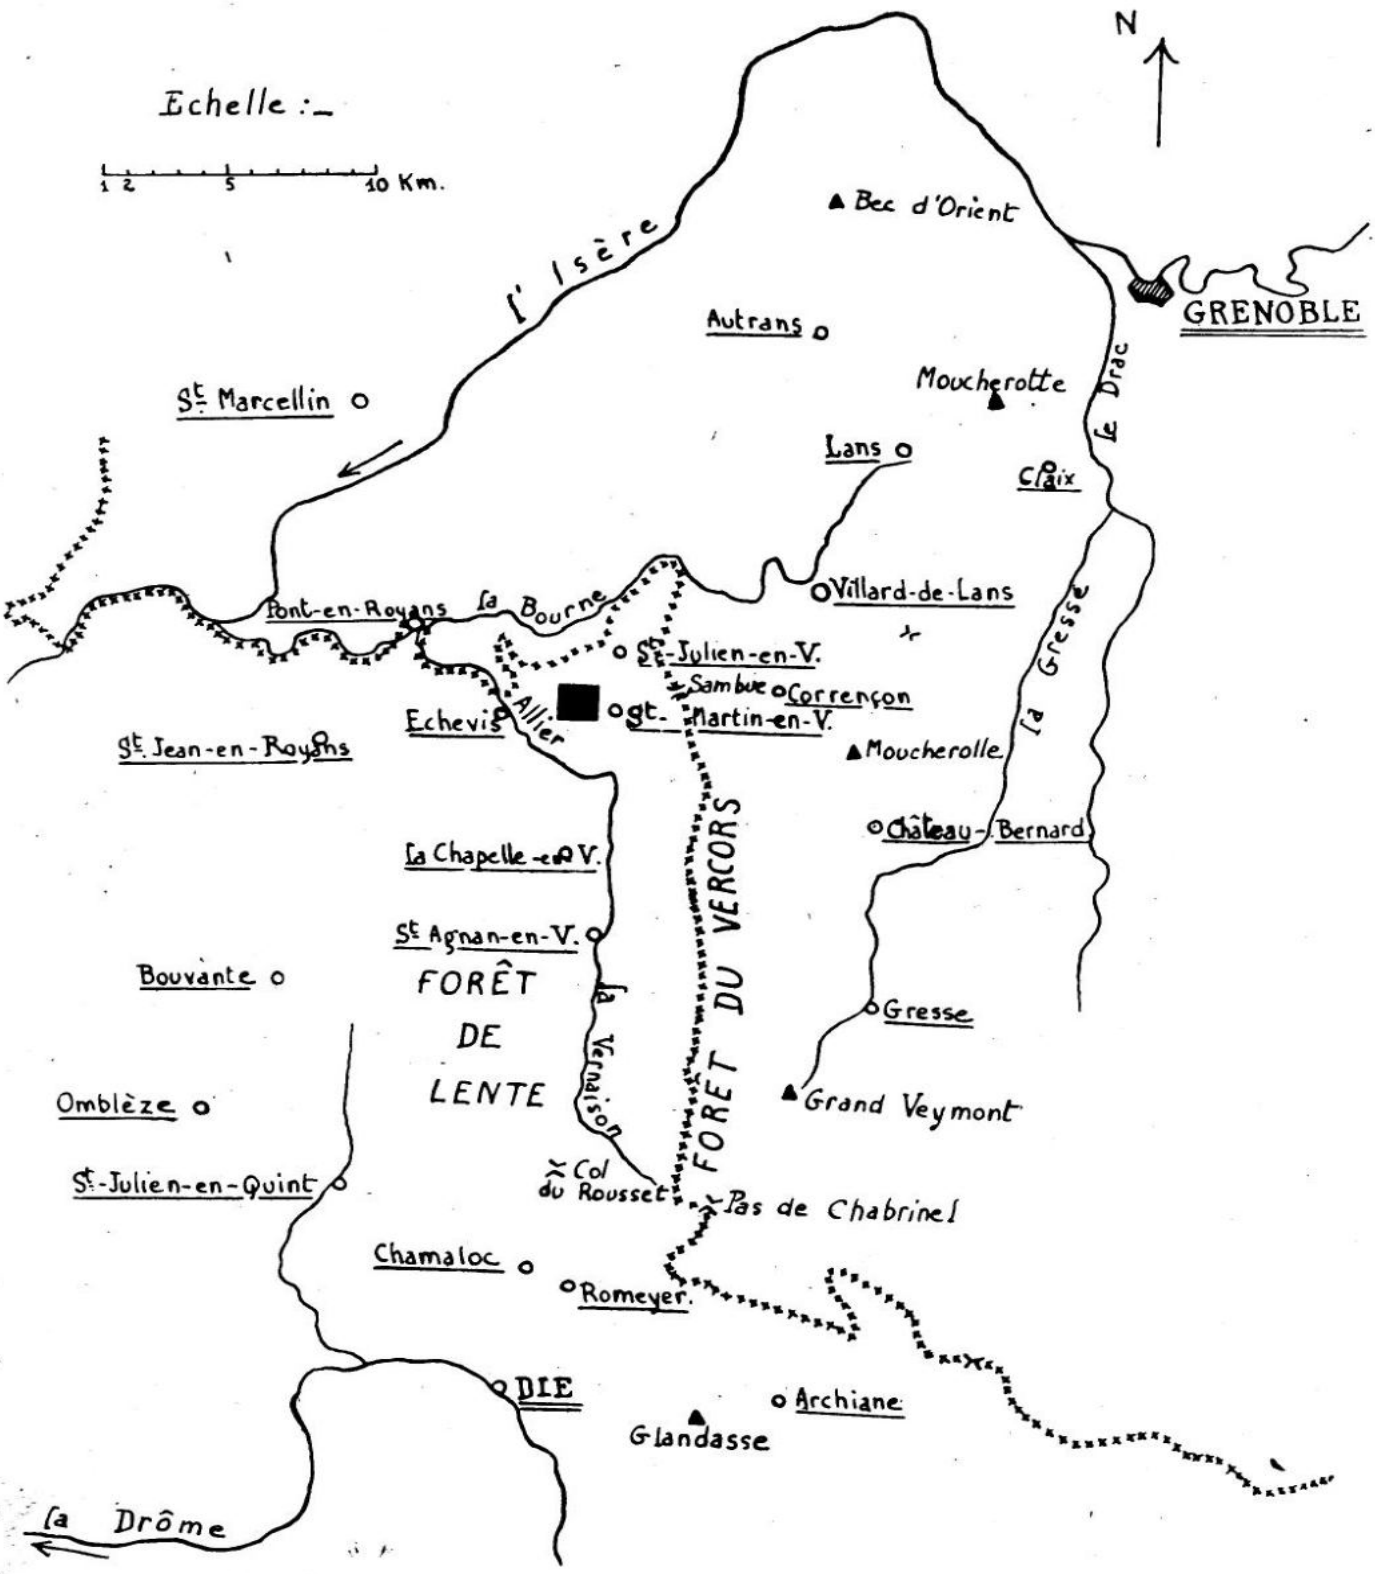 N
Echelle :_
1 2 5 10 Km.
Bec d'Orient
l'Isère
GRENOBLE
Autrans
le Drac
Moucherotte
St Marcellin
Lans
Claix
Pont-en-Royans
la Bourne
Villard-de-Lans
la Gresse
St-Julien-en-V.
Sambue
Corrençon
Allier
Echevis
St.-Martin-en-V.
St. Jean-en-Royans
Moucherolle
Château-Bernard
la Chapelle-en-V.
FORÊT DU VERCORS
St Agnan-en-V.
Bouvante
FORÊT
DE
LENTE
la Vernaison
Gresse
Omblèze
Grand Veymont
St-Julien-en-Quint
Col
du Rousset
Pas de Chabrinel
Chamaloc
Romeyer.
DIE
Archiane
Glandasse
la Drôme